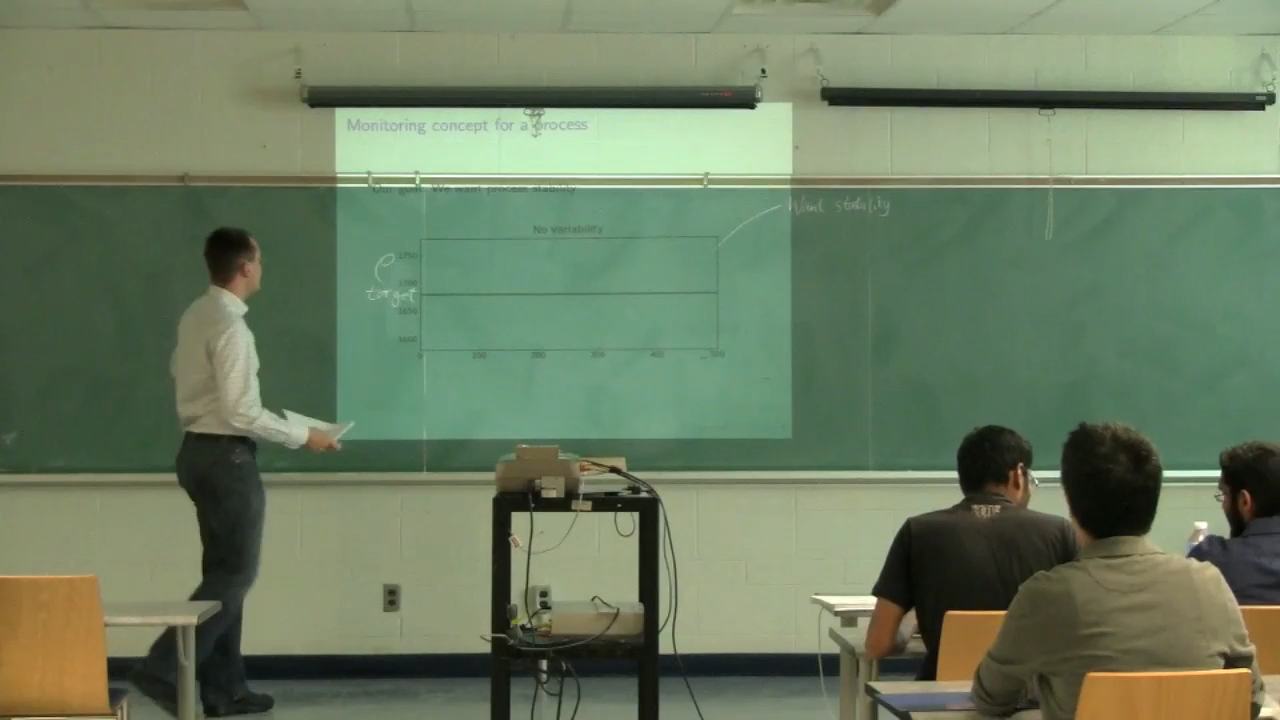 Monitoring concept for a process
Our goal: We want process stability
Want stability
No variability
1750
1700
target
1650
1600
0 100 200 300 400 500